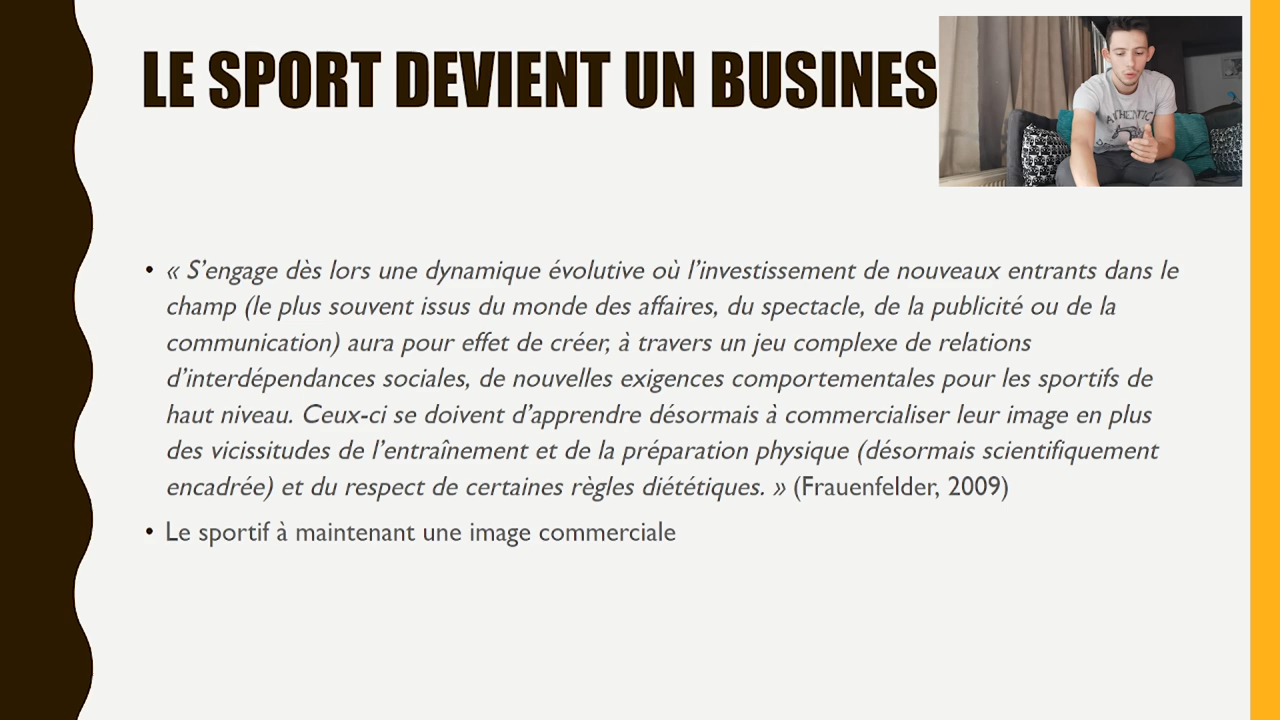 LE SPORT DEVIENT UN BUSINES
AUTHENTIC
• « S’engage dès lors une dynamique évolutive où l’investissement de nouveaux entrants dans le
champ (le plus souvent issus du monde des affaires, du spectacle, de la publicité ou de la
communication) aura pour effet de créer, à travers un jeu complexe de relations
d’interdépendances sociales, de nouvelles exigences comportementales pour les sportifs de
haut niveau. Ceux-ci se doivent d’apprendre désormais à commercialiser leur image en plus
des vicissitudes de l’entraînement et de la préparation physique (désormais scientifiquement
encadrée) et du respect de certaines règles diététiques. » (Frauenfelder, 2009)
• Le sportif à maintenant une image commerciale